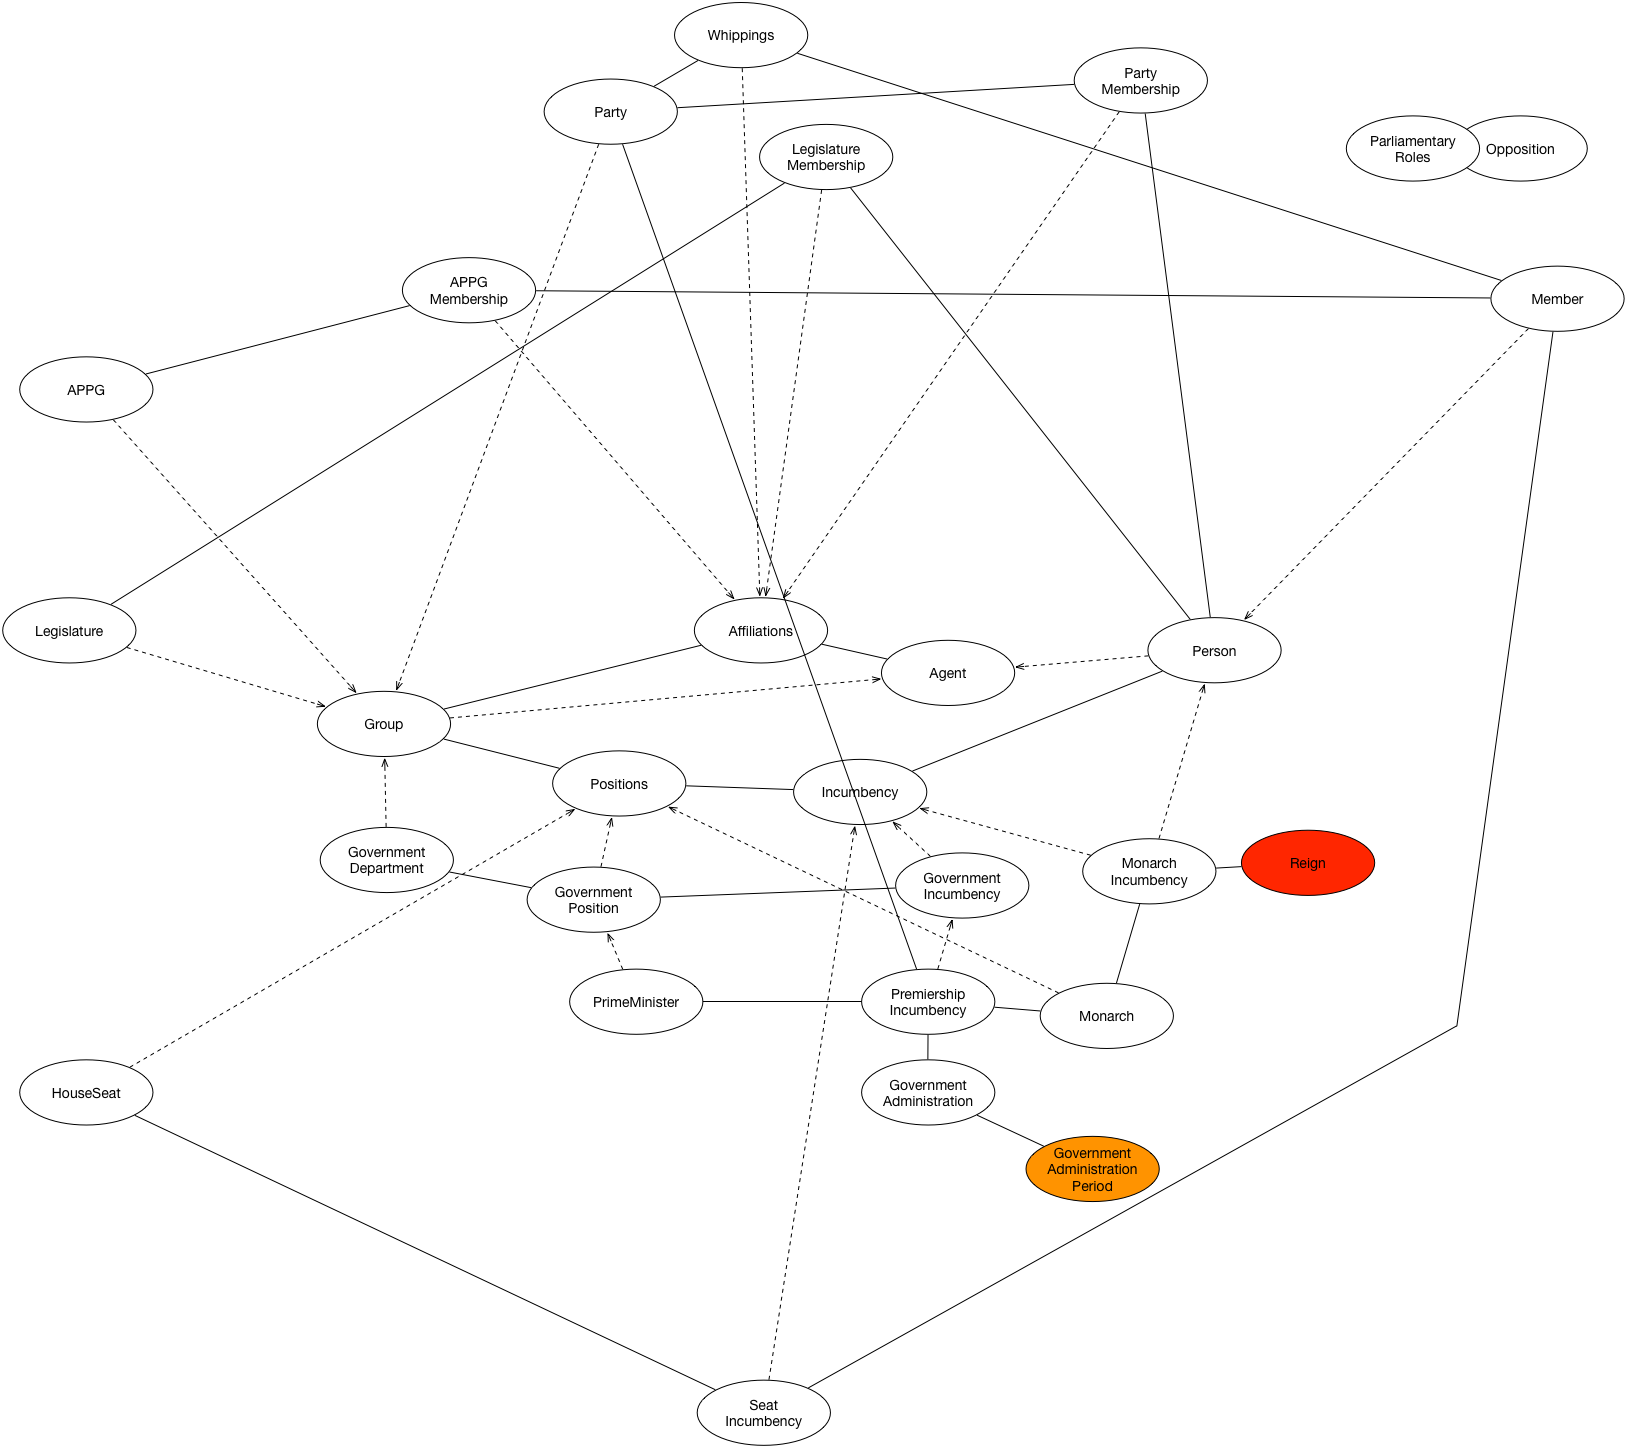 Whippings
Party
Membership
Party
Parliamentary
Roles
Opposition
Legislature
Membership
APPG
Membership
Member
APPG
Legislature
Affiliations
Person
Agent
Group
Positions
Incumbency
Government
Department
Monarch
Incumbency
Reign
Government
Position
Government
Incumbency
PrimeMinister
Premiership
Incumbency
Monarch
HouseSeat
Government
Administration
Government
Administration
Period
Seat
Incumbency